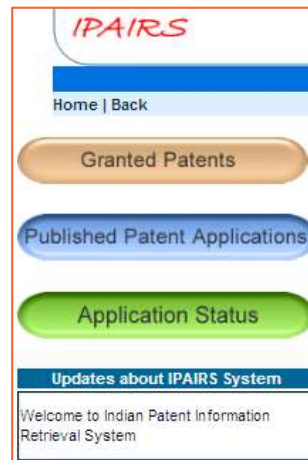 IPAIRS
Home | Back
Granted Patents
Published Patent Applications
Application Status
Updates about IPAIRS System
Welcome to Indian Patent Information
Retrieval System